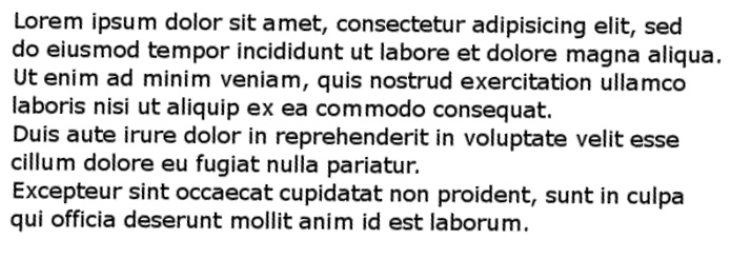 Lorem ipsum dolor sit amet, consectetur adipisicing elit, sed
do eiusmod tempor incididunt ut labore et dolore magna aliqua.
Ut enim ad minim veniam, quis nostrud exercitation ullamco
laboris nisi ut aliquip ex ea commodo consequat.
Duis aute irure dolor in reprehenderit in voluptate velit esse
cillum dolore eu fugiat nulla pariatur.
Excepteur sint occaecat cupidatat non proident, sunt in culpa
qui officia deserunt mollit anim id est laborum.